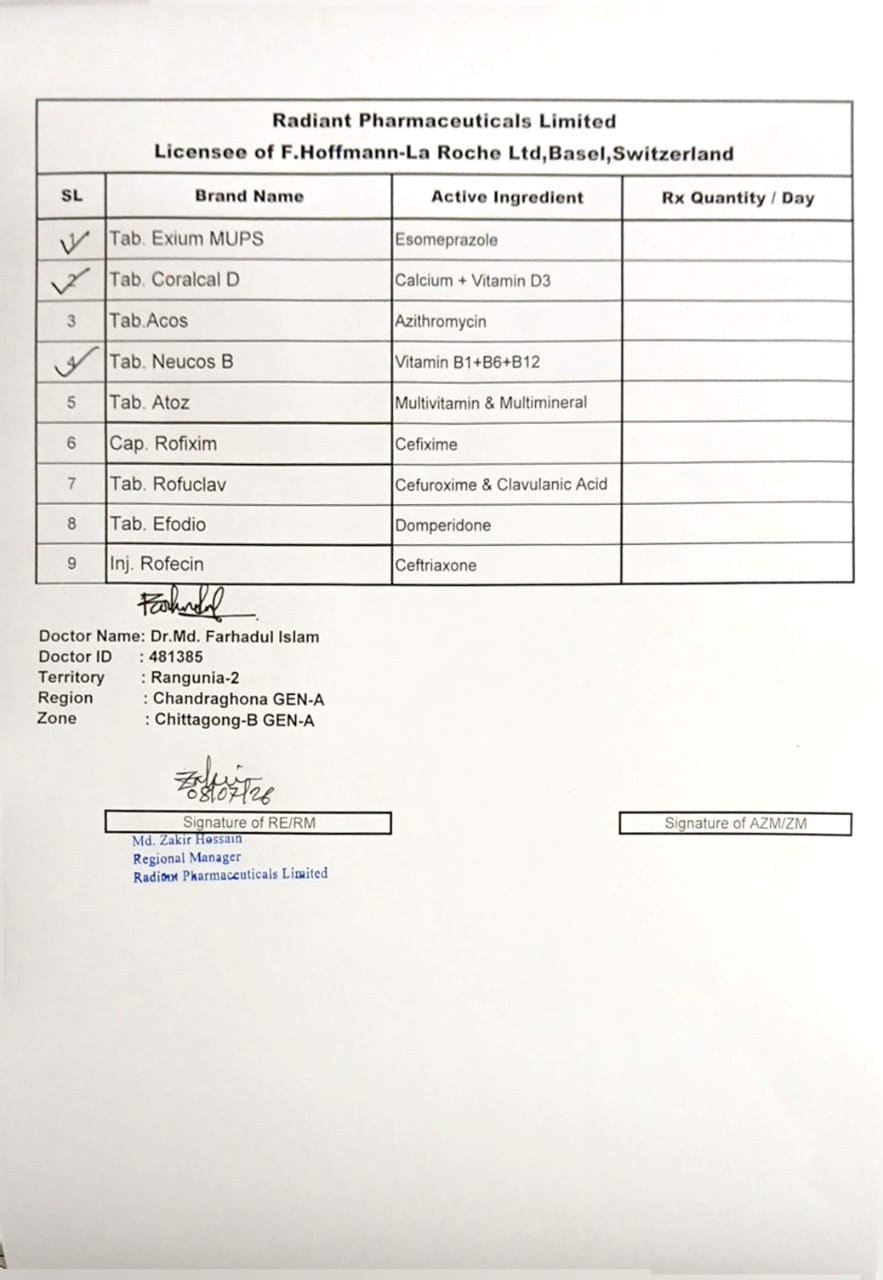 Radiant Pharmaceuticals Limited
Licensee of F.Hoffmann-La Roche Ltd,Basel,Switzerland
SL Brand Name Active Ingredient Rx Quantity / Day
1 Tab. Exium MUPS Esomeprazole
2 Tab. Coralcal D Calcium + Vitamin D3
3 Tab.Acos Azithromycin
4 Tab. Neucos B Vitamin B1+B6+B12
5 Tab. Atoz Multivitamin & Multimineral
6 Cap. Rofixim Cefixime
7 Tab. Rofuclav Cefuroxime & Clavulanic Acid
8 Tab. Efodio Domperidone
9 Inj. Rofecin Ceftriaxone
Doctor Name: Dr.Md. Farhadul Islam
Doctor ID : 481385
Territory : Rangunia-2
Region : Chandraghona GEN-A
Zone : Chittagong-B GEN-A
08/07/26
Signature of RE/RM Signature of AZM/ZM
Md. Zakir Hossain
Regional Manager
Radiant Pharmaceuticals Limited